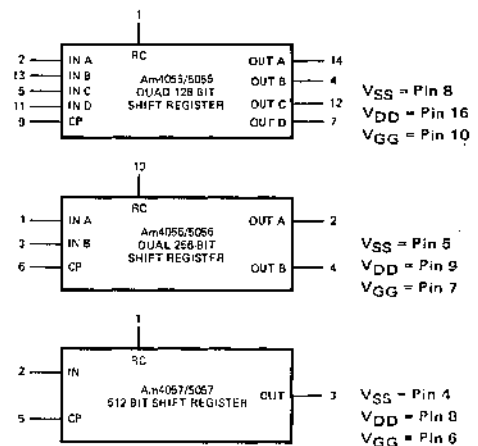 1
RC
2 IN A OUT A 14
13 IN B Am4055/5055 OUT B 4
5 IN C QUAD 128-BIT OUT C 12
11 IN D SHIFT REGISTER OUT D 7
9 CP
VSS = Pin 8
VDD = Pin 16
VGG = Pin 10
10
RC
1 IN A OUT A 2
Am4056/5056
3 IN B DUAL 256-BIT
SHIFT REGISTER
6 CP OUT B 4
VSS = Pin 5
VDD = Pin 9
VGG = Pin 7
1
RC
2 IN
Am4057/5057 OUT 3
512 BIT SHIFT REGISTER
5 CP
VSS = Pin 4
VDD = Pin 8
VGG = Pin 6